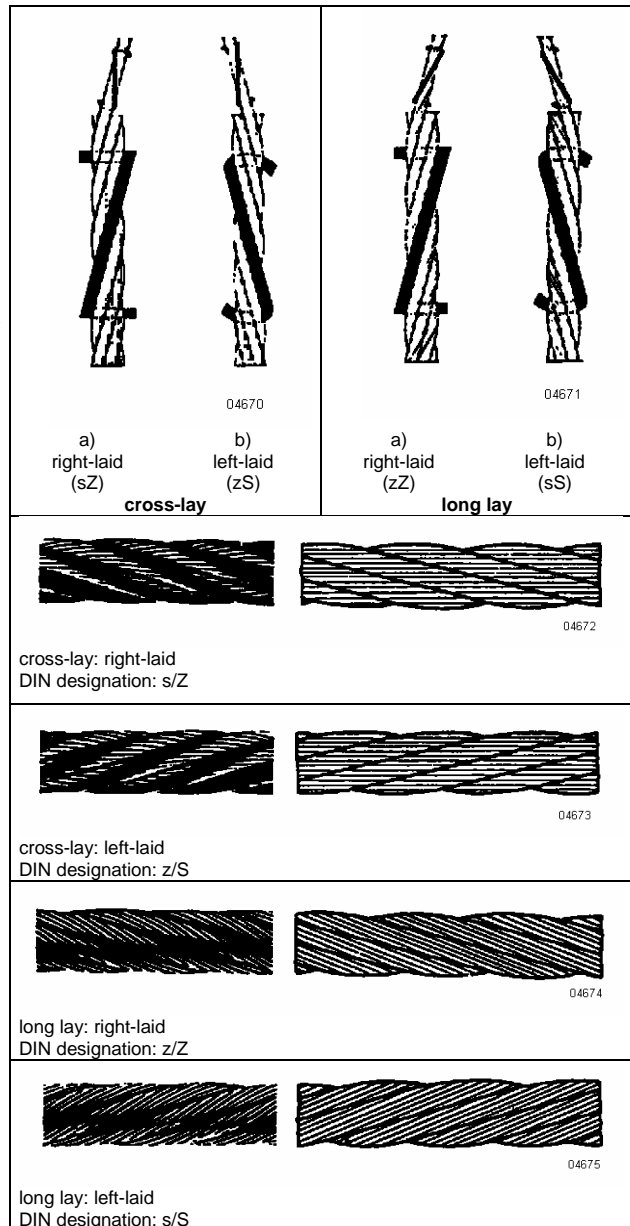 04670
a)
right-laid
(sZ)
b)
left-laid
(zS)
cross-lay
04671
a)
right-laid
(zZ)
b)
left-laid
(sS)
long lay
04672
cross-lay: right-laid
DIN designation: s/Z
04673
cross-lay: left-laid
DIN designation: z/S
04674
long lay: right-laid
DIN designation: z/Z
04675
long lay: left-laid
DIN designation: s/S